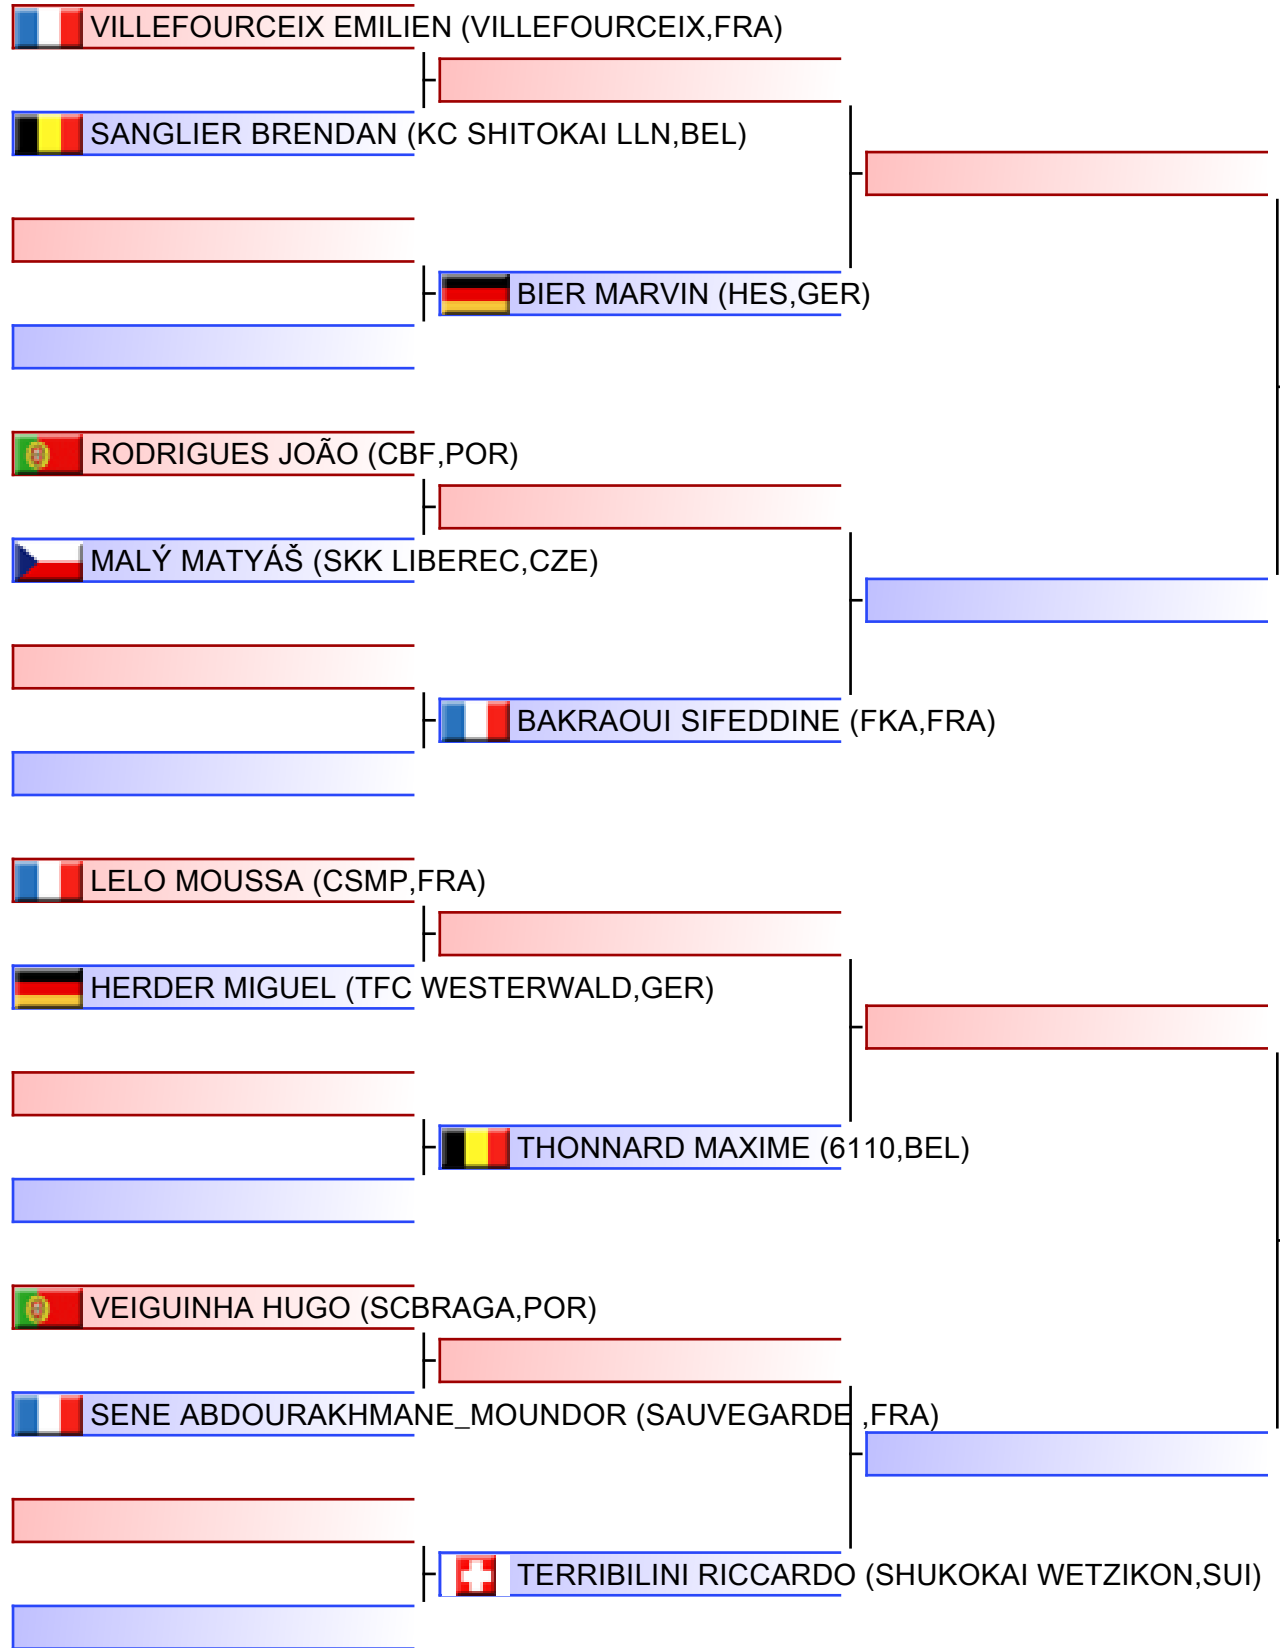 VILLEFOURCEIX EMILIEN (VILLEFOURCEIX,FRA)
SANGLIER BRENDAN (KC SHITOKAI LLN,BEL)
BIER MARVIN (HES,GER)
RODRIGUES JOÃO (CBF,POR)
MALÝ MATYÁŠ (SKK LIBEREC,CZE)
BAKRAOUI SIFEDDINE (FKA,FRA)
LELO MOUSSA (CSMP,FRA)
HERDER MIGUEL (TFC WESTERWALD,GER)
THONNARD MAXIME (6110,BEL)
VEIGUINHA HUGO (SCBRAGA,POR)
SENE ABDOURAKHMANE_MOUNDOR (SAUVEGARDE ,FRA)
TERRIBILINI RICCARDO (SHUKOKAI WETZIKON,SUI)